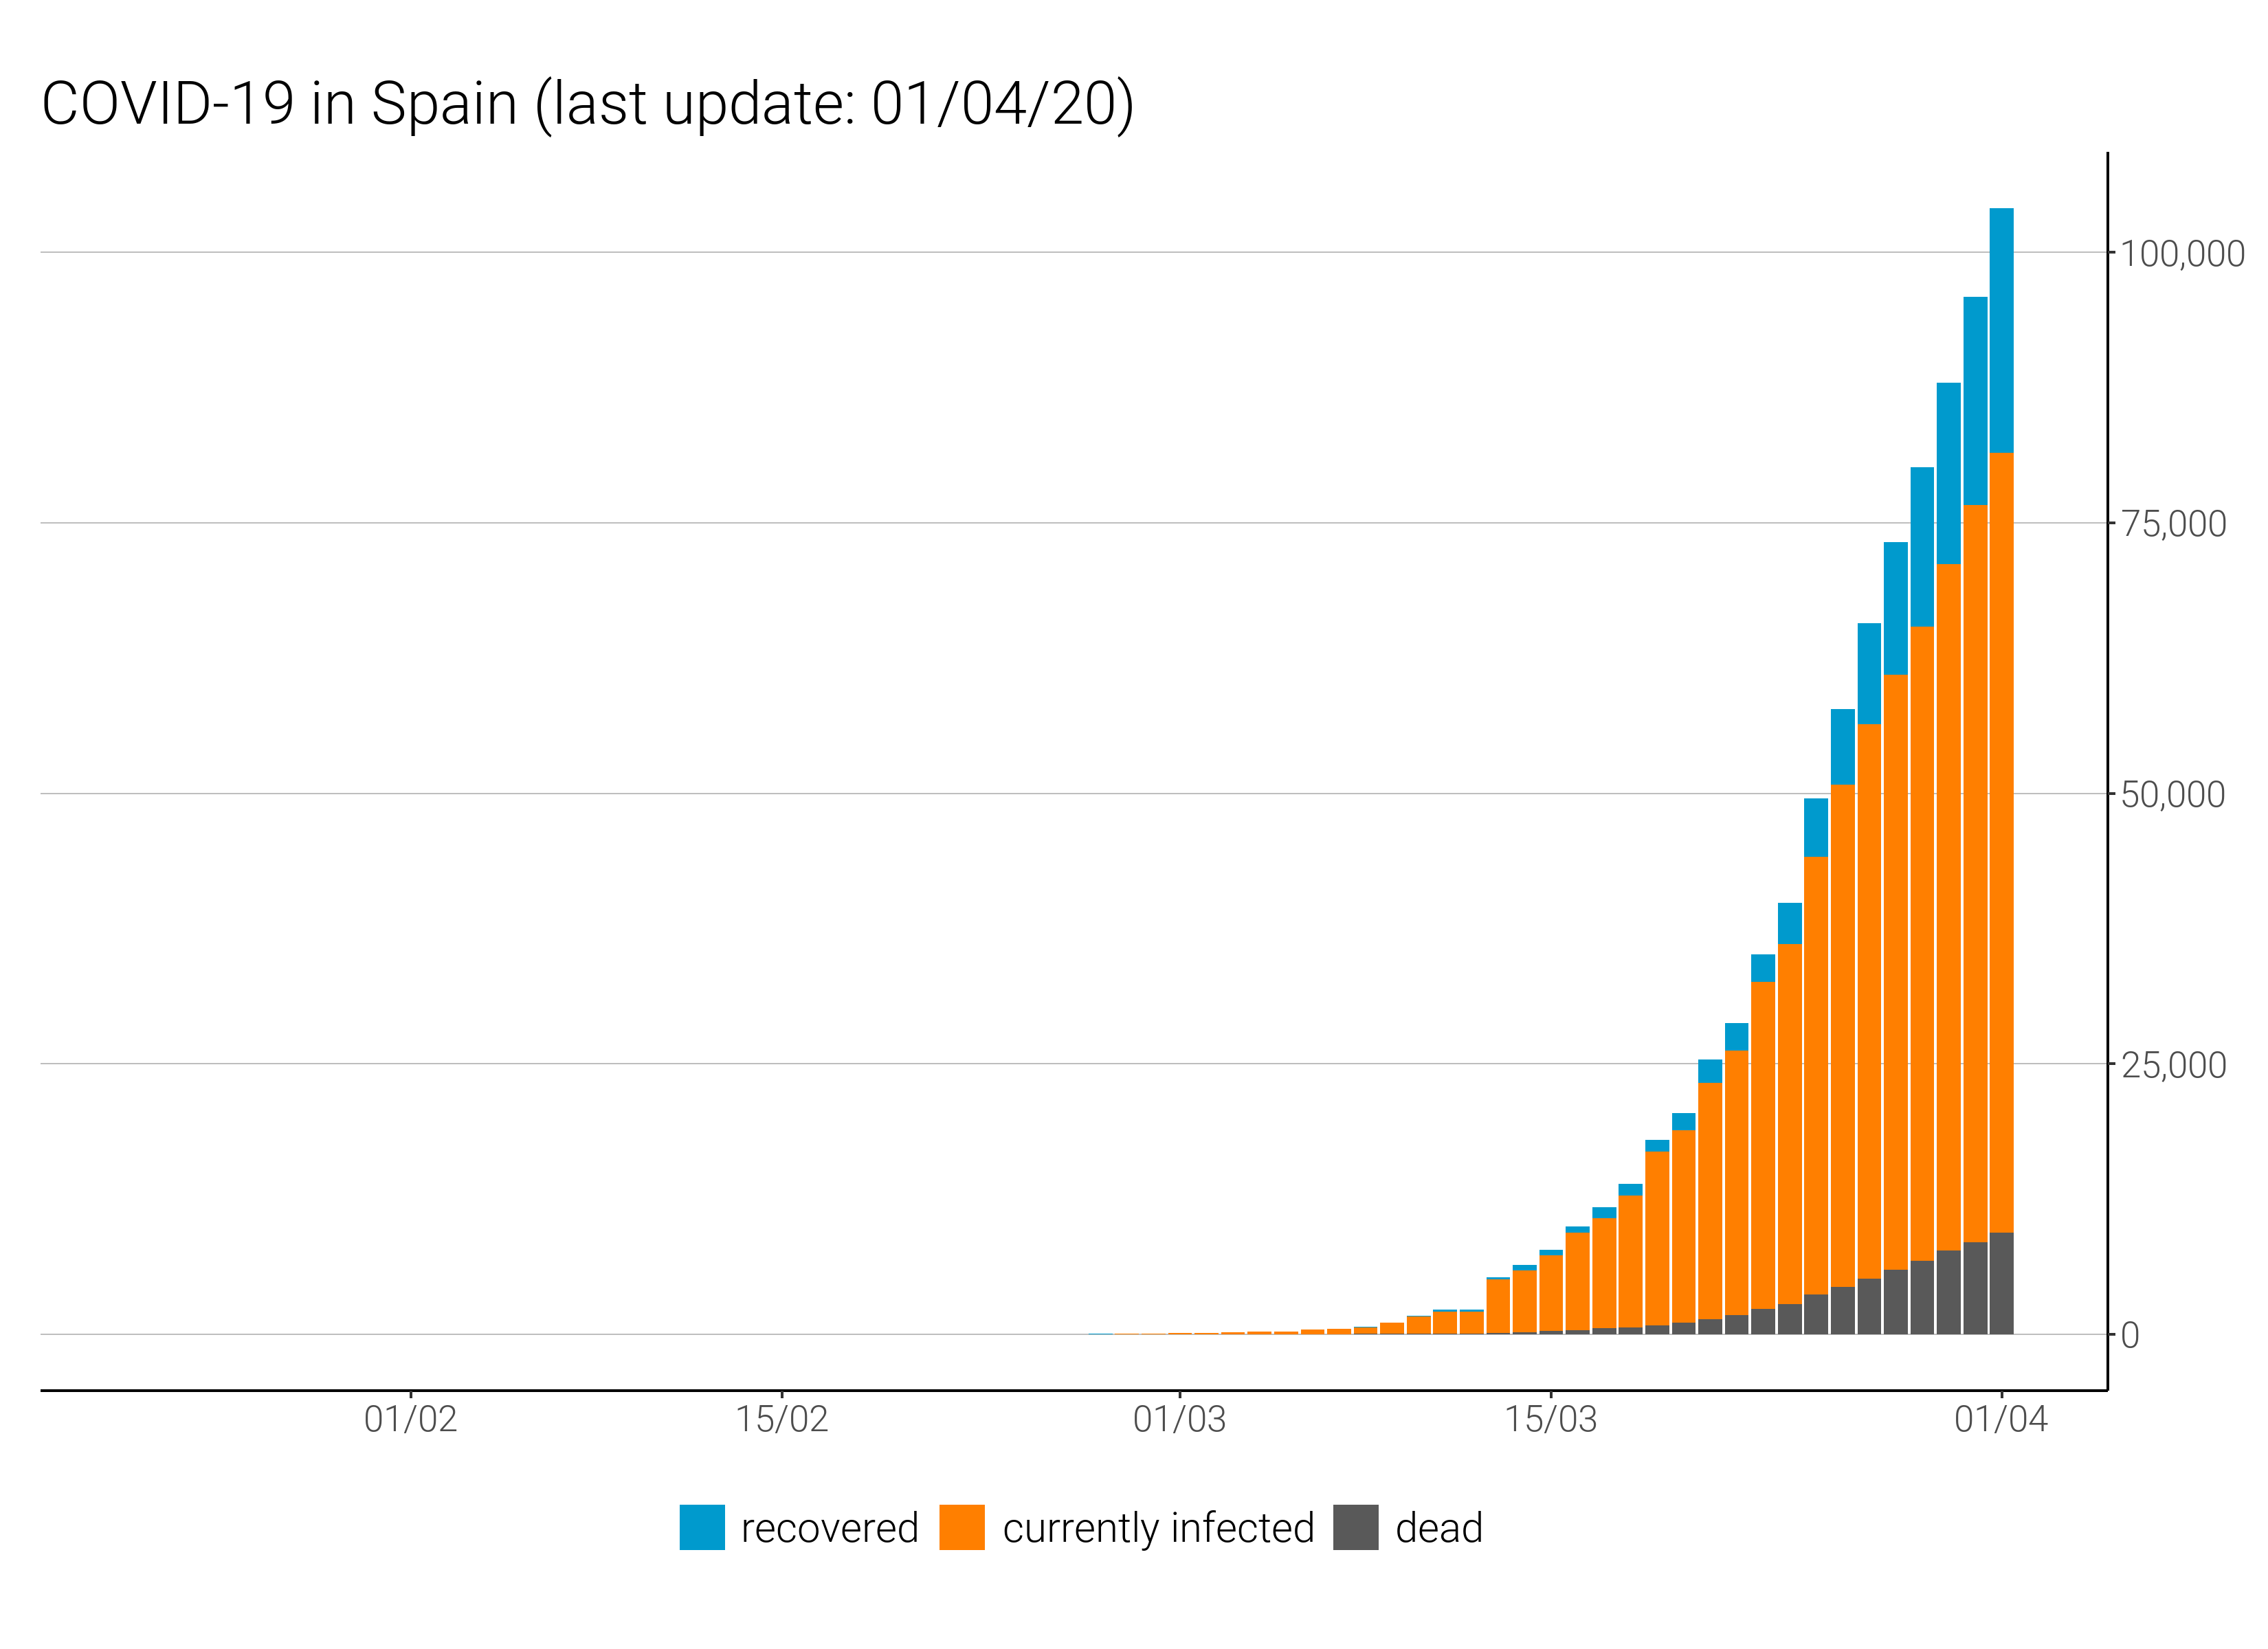 COVID-19 in Spain (last update: 01/04/20)
100,000
75,000
50,000
25,000
0
01/02 15/02 01/03 15/03 01/04
recovered currently infected dead